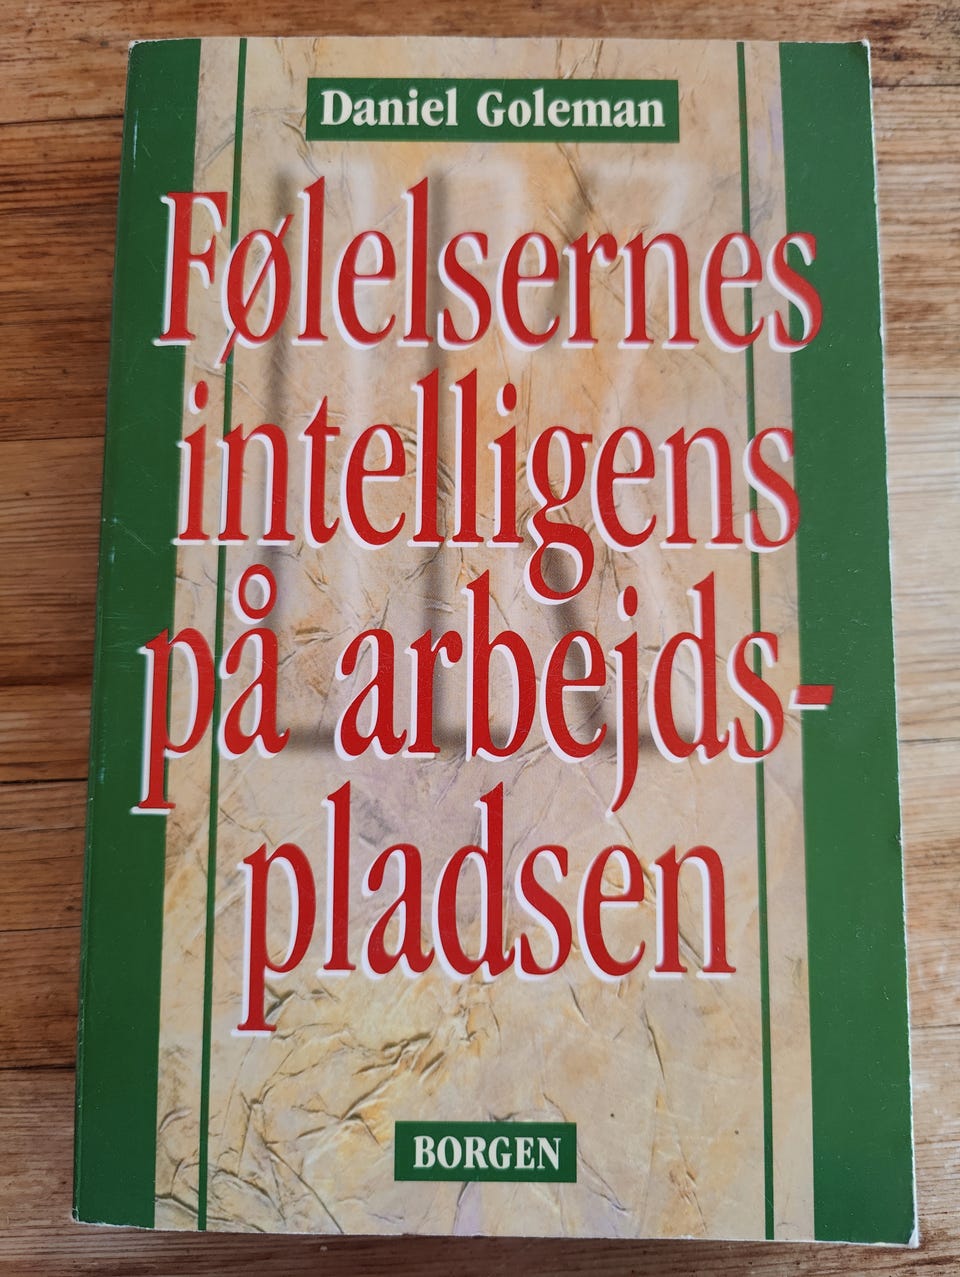 Daniel Goleman
Følelsernes
intelligens
på arbejds-
pladsen
BORGEN